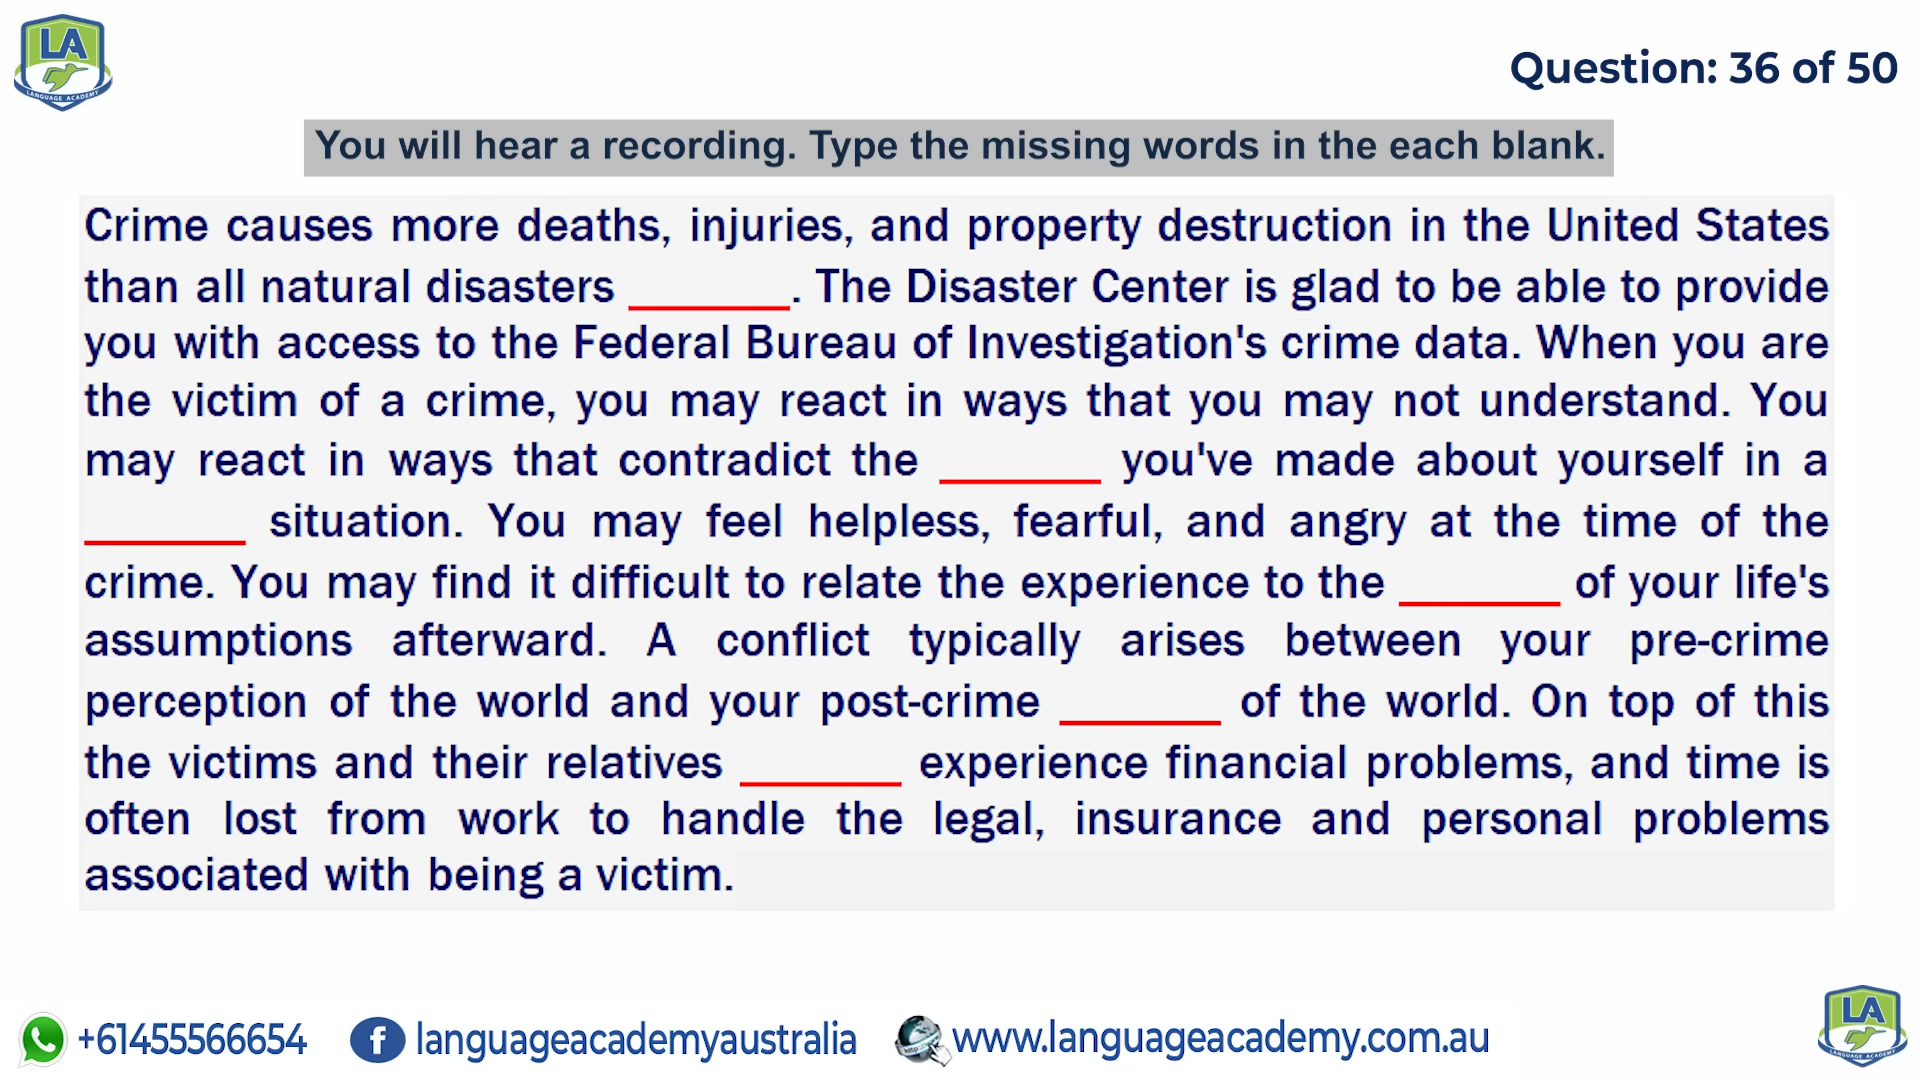 LA
LANGUAGE ACADEMY
Question: 36 of 50
You will hear a recording. Type the missing words in the each blank.
Crime causes more deaths, injuries, and property destruction in the United States
than all natural disasters _______. The Disaster Center is glad to be able to provide
you with access to the Federal Bureau of Investigation's crime data. When you are
the victim of a crime, you may react in ways that you may not understand. You
may react in ways that contradict the _______ you've made about yourself in a
_______ situation. You may feel helpless, fearful, and angry at the time of the
crime. You may find it difficult to relate the experience to the _______ of your life's
assumptions afterward. A conflict typically arises between your pre-crime
perception of the world and your post-crime _______ of the world. On top of this
the victims and their relatives _______ experience financial problems, and time is
often lost from work to handle the legal, insurance and personal problems
associated with being a victim.
+61455566654 languageacademyaustralia www.languageacademy.com.au
LA
LANGUAGE ACADEMY